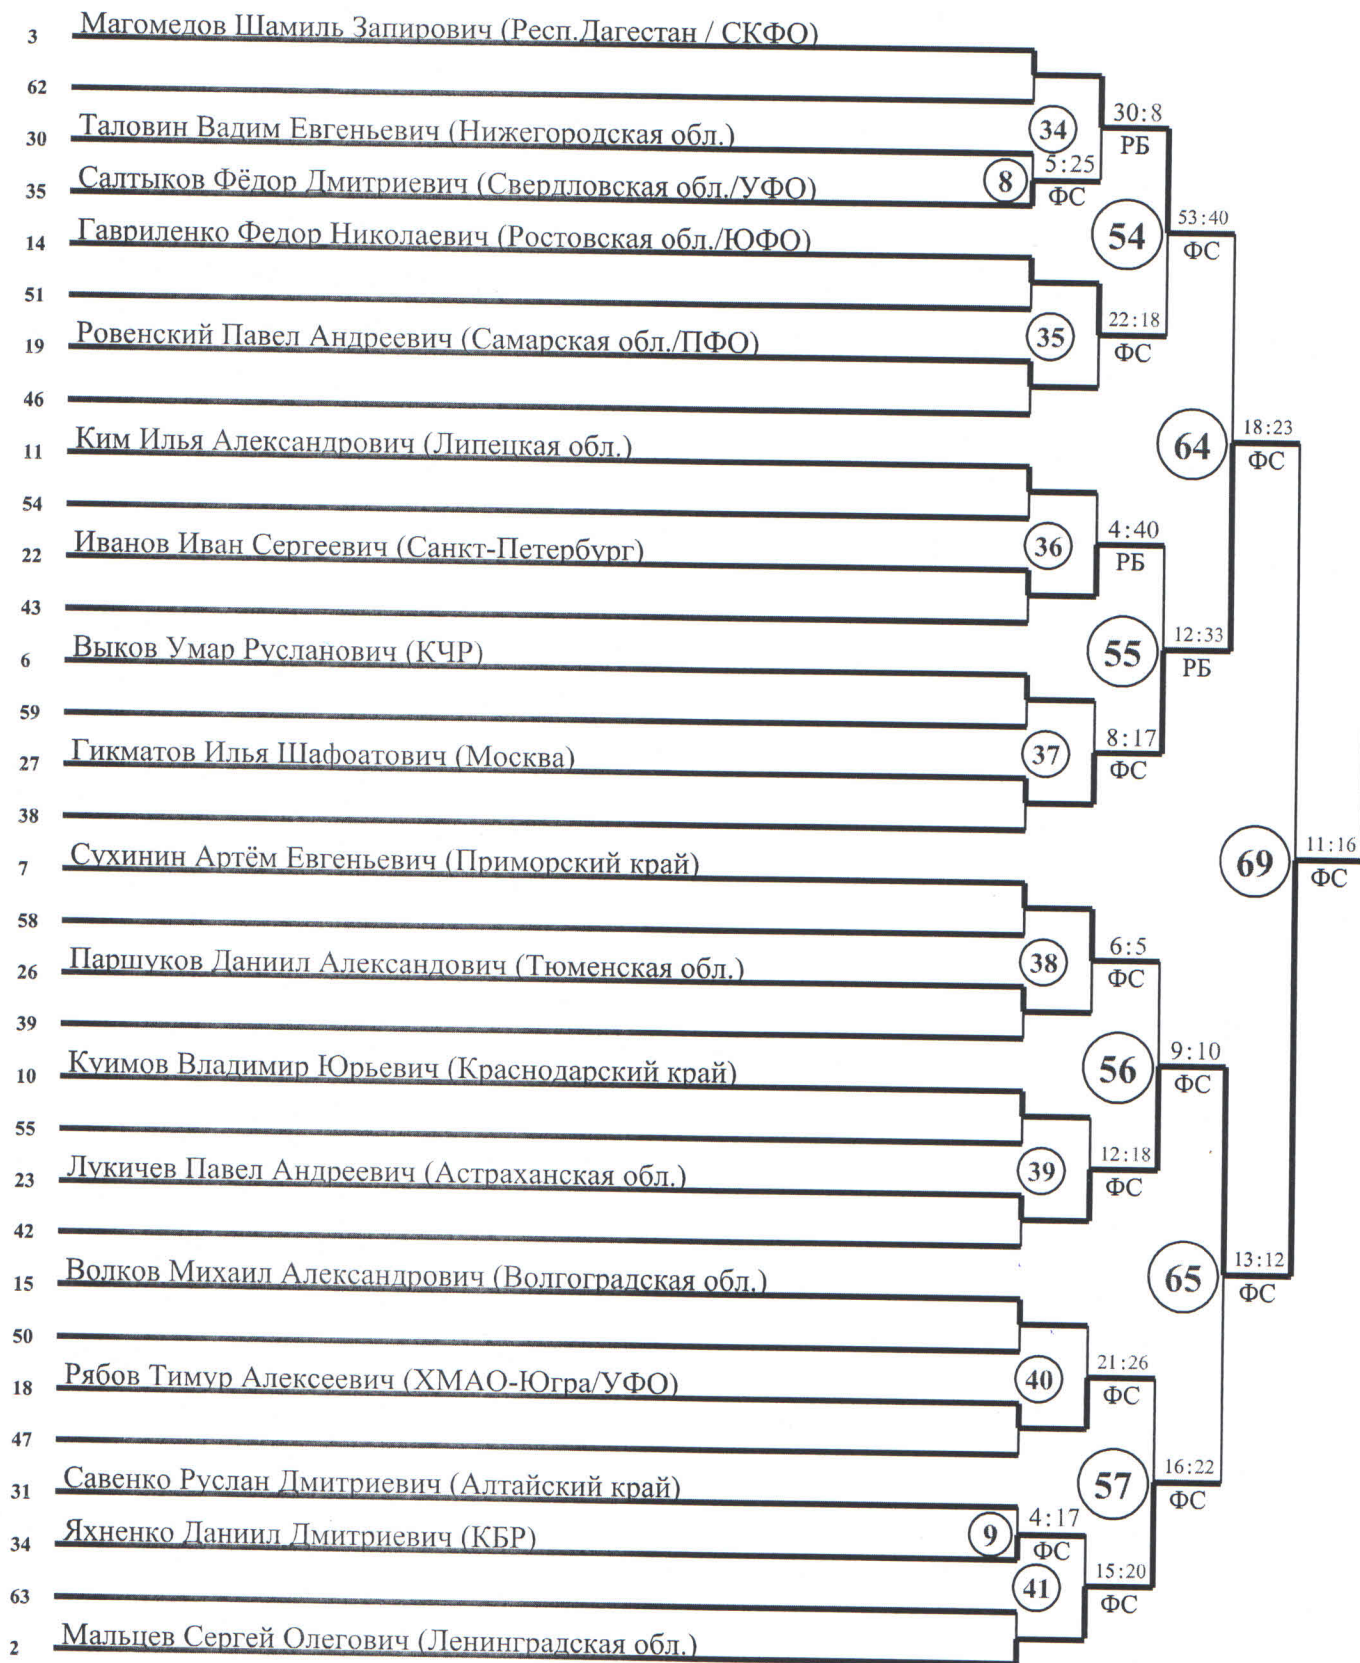 3 Магомедов Шамиль Запирович (Респ.Дагестан / СКФО)
62
30 Таловин Вадим Евгеньевич (Нижегородская обл.)
35 Салтыков Фёдор Дмитриевич (Свердловская обл./УФО)
8 5:25 ФС
34 30:8 РБ
14 Гавриленко Федор Николаевич (Ростовская обл./ЮФО)
51
19 Ровенский Павел Андреевич (Самарская обл./ПФО)
46
35 22:18 ФС
54 53:40 ФС
11 Ким Илья Александрович (Липецкая обл.)
54
22 Иванов Иван Сергеевич (Санкт-Петербург)
43
36 4:40 РБ
6 Выков Умар Русланович (КЧР)
59
27 Гикматов Илья Шафоатович (Москва)
38
37 8:17 ФС
55 12:33 РБ
64 18:23 ФС
7 Сухинин Артём Евгеньевич (Приморский край)
58
26 Паршуков Даниил Александович (Тюменская обл.)
39
38 6:5 ФС
10 Куимов Владимир Юрьевич (Краснодарский край)
55
23 Лукичев Павел Андреевич (Астраханская обл.)
42
39 12:18 ФС
56 9:10 ФС
15 Волков Михаил Александрович (Волгоградская обл.)
50
18 Рябов Тимур Алексеевич (ХМАО-Югра/УФО)
47
40 21:26 ФС
31 Савенко Руслан Дмитриевич (Алтайский край)
34 Яхненко Даниил Дмитриевич (КБР)
9 4:17 ФС
63
2 Мальцев Сергей Олегович (Ленинградская обл.)
41 15:20 ФС
57 16:22 ФС
65 13:12 ФС
69 11:16 ФС